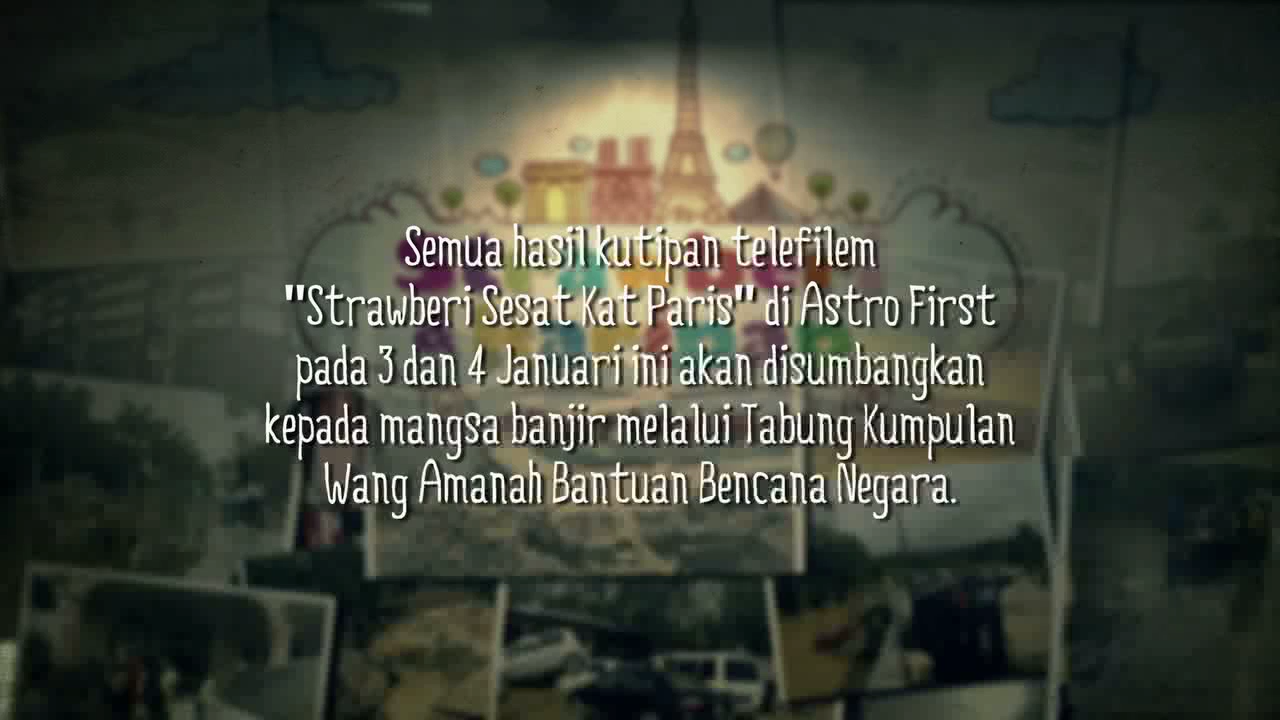 Semua hasil kutipan telefilem
"Strawberi Sesat Kat Paris" di Astro First
pada 3 dan 4 Januari ini akan disumbangkan
kepada mangsa banjir melalui Tabung Kumpulan
Wang Amanah Bantuan Bencana Negara.